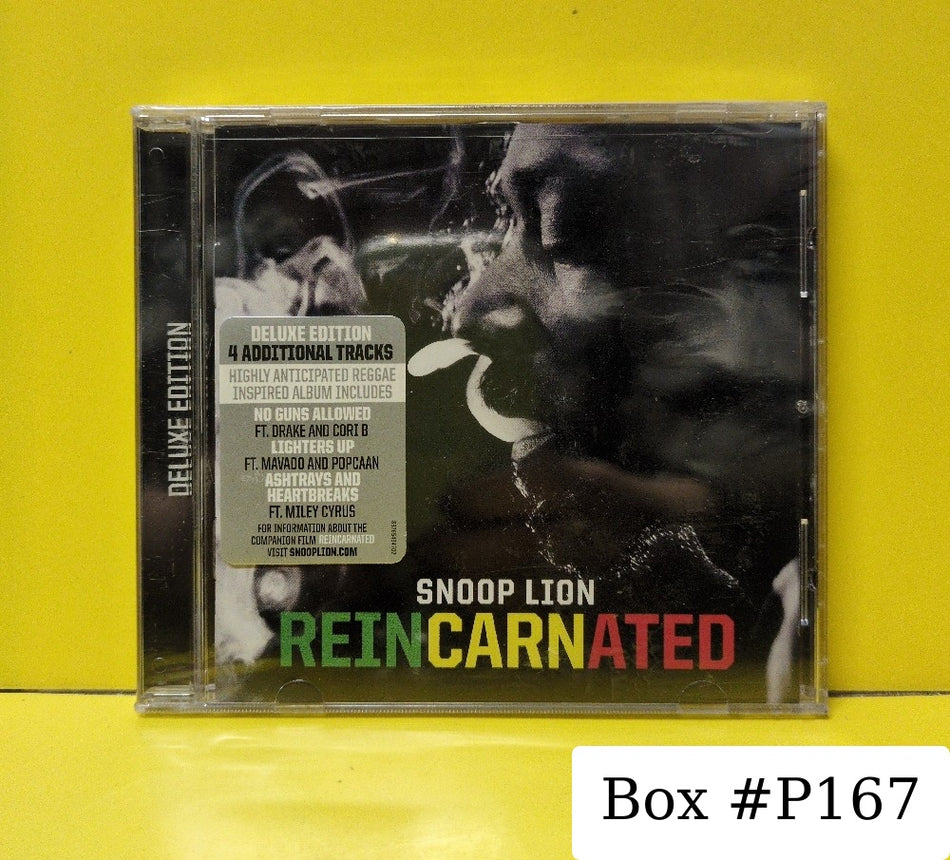 DELUXE EDITION
DELUXE EDITION
4 ADDITIONAL TRACKS
HIGHLY ANTICIPATED REGGAE
INSPIRED ALBUM INCLUDES
NO GUNS ALLOWED
FT. DRAKE AND CORI B
LIGHTERS UP
FT. MAVADO AND POPCAAN
ASHTRAYS AND
HEARTBREAKS
FT. MILEY CYRUS
FOR INFORMATION ABOUT THE
COMPANION FILM REINCARNATED
VISIT SNOOPLION.COM
SNOOP LION
REINCARNATED
Box #P167